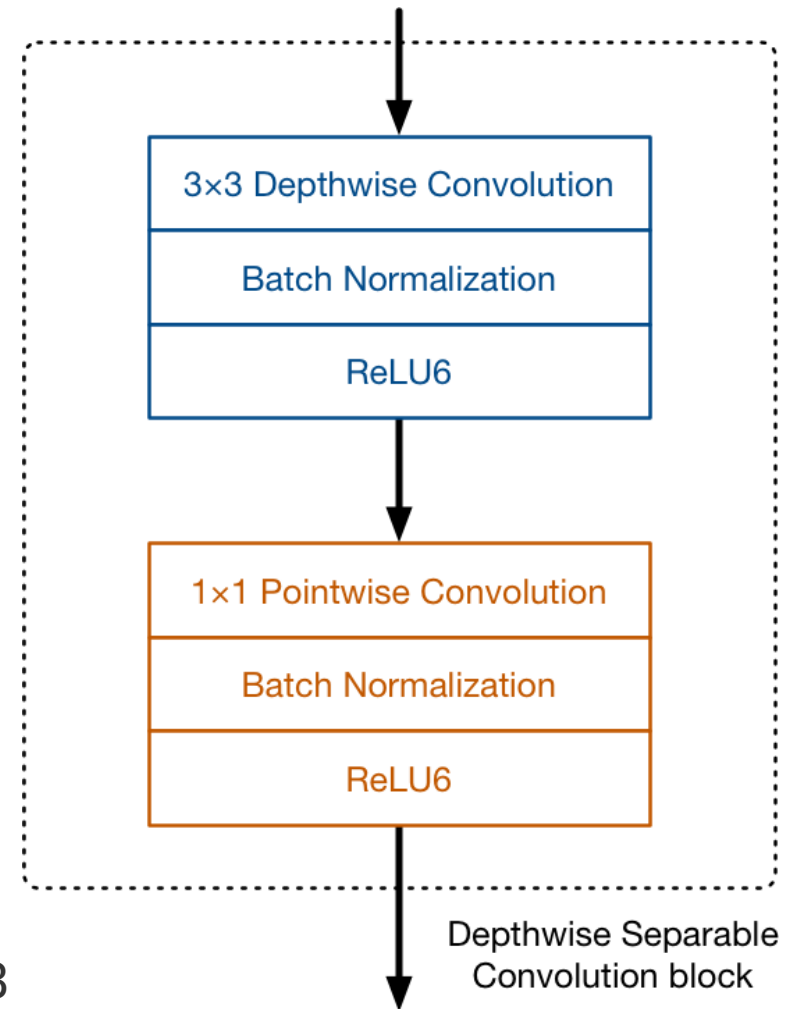 3×3 Depthwise Convolution
Batch Normalization
ReLU6
1×1 Pointwise Convolution
Batch Normalization
ReLU6
Depthwise Separable
Convolution block